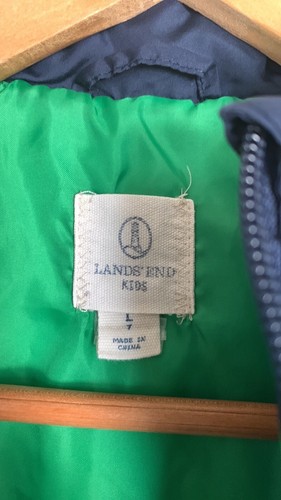 LANDS' END
KIDS
L
7
MADE IN
CHINA